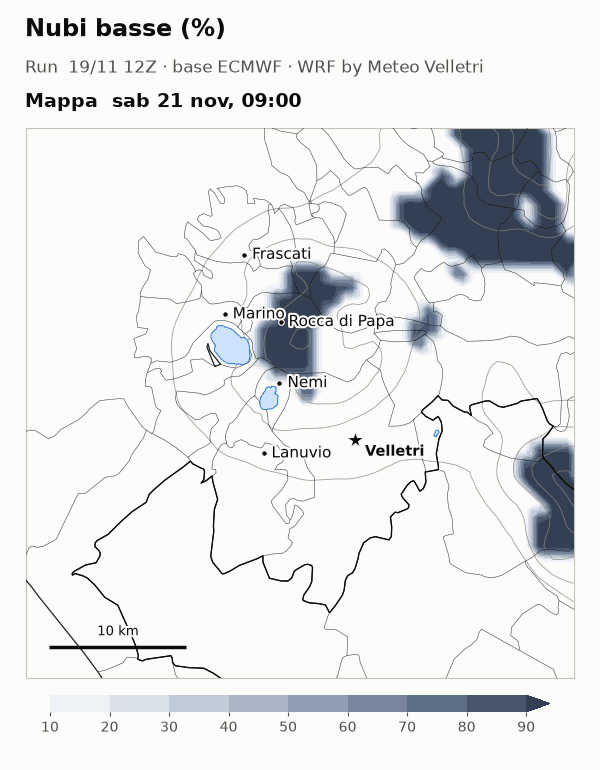 Nubi basse (%)
Run  19/11 12Z · base ECMWF · WRF by Meteo Velletri
Mappa  sab 21 nov, 09:00
Frascati
Marino
Rocca di Papa
Nemi
Velletri
Lanuvio
10 km
10 20 30 40 50 60 70 80 90